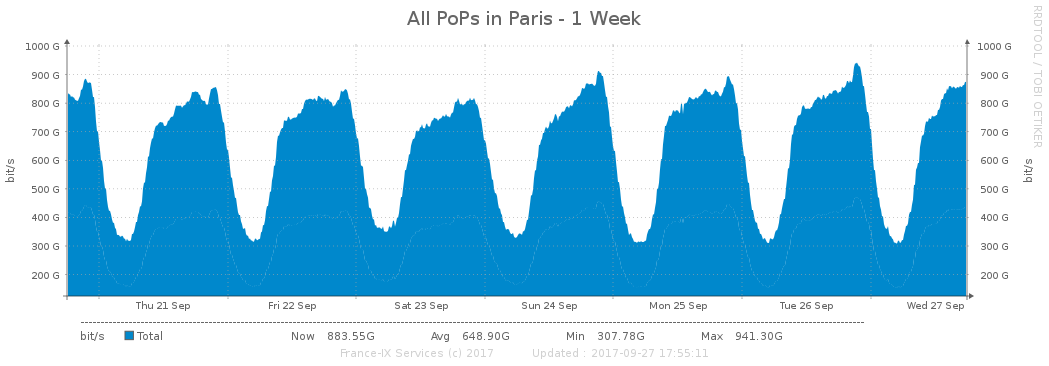 All PoPs in Paris - 1 Week
RRDTOOL / TOBI OETIKER
bit/s
1000 G
900 G
800 G
700 G
600 G
500 G
400 G
300 G
200 G
1000 G
900 G
800 G
700 G
600 G
500 G
400 G
300 G
200 G
bit/s
Thu 21 Sep Fri 22 Sep Sat 23 Sep Sun 24 Sep Mon 25 Sep Tue 26 Sep Wed 27 Sep
bit/s Total Now 883.55G Avg 648.90G Min 307.78G Max 941.30G
France-IX Services (c) 2017 Updated : 2017-09-27 17:55:11